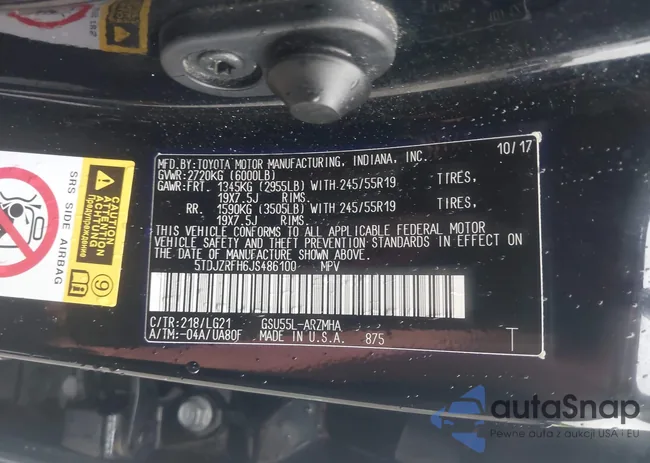 MFD.BY:TOYOTA MOTOR MANUFACTURING, INDIANA, INC. 10/17
GVWR:2720KG (6000LB)
GAWR:FRT. 1345KG (2955LB) WITH 245/55R19 TIRES,
19X7.5J RIMS.
RR. 1590KG (3505LB) WITH 245/55R19 TIRES,
19X7.5J RIMS.
THIS VEHICLE CONFORMS TO ALL APPLICABLE FEDERAL MOTOR
VEHICLE SAFETY AND THEFT PREVENTION STANDARDS IN EFFECT
ON THE DATE OF MANUFACTURE SHOWN ABOVE.
5TDJZRFH6JS486100 MPV
C/TR:218/LG21 GSU55L-ARZMHA
A/TM:-04A/UA80F MADE IN U.S.A. 875 T
SRS SIDE AIRBAG
CAUTION
ATTENTION
ACHTUNG
Предупреждение
9
autaSnap
Pewne auta z aukcji USA i EU